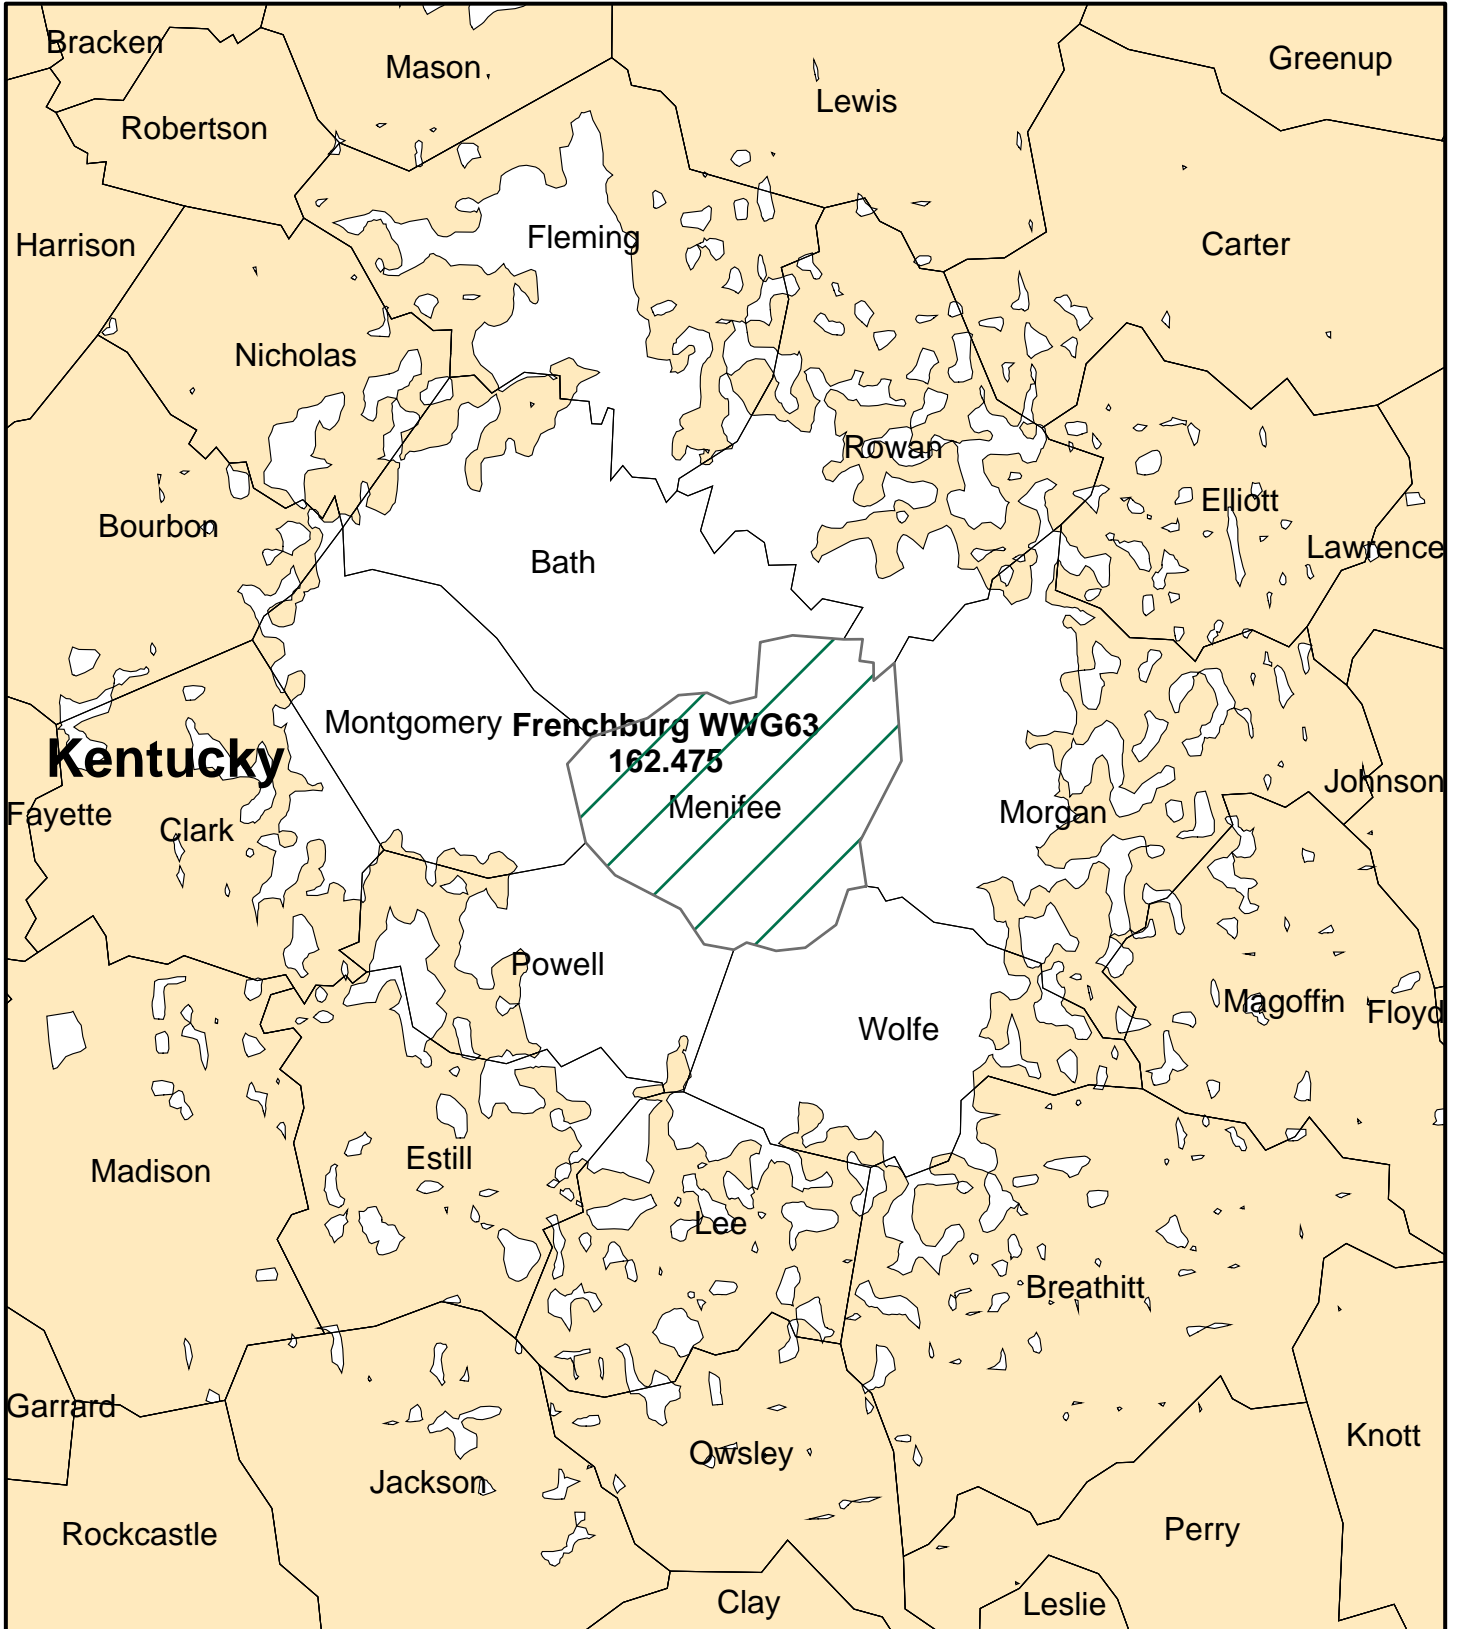 Bracken
Mason
Greenup
Lewis
Robertson
Harrison
Fleming
Carter
Nicholas
Rowan
Elliott
Bourbon
Lawrence
Bath
Montgomery
Frenchburg WWG63
162.475
Kentucky
Menifee
Johnson
Fayette
Clark
Morgan
Powell
Magoffin
Floyd
Wolfe
Estill
Madison
Lee
Breathitt
Garrard
Knott
Owsley
Jackson
Rockcastle
Perry
Clay
Leslie